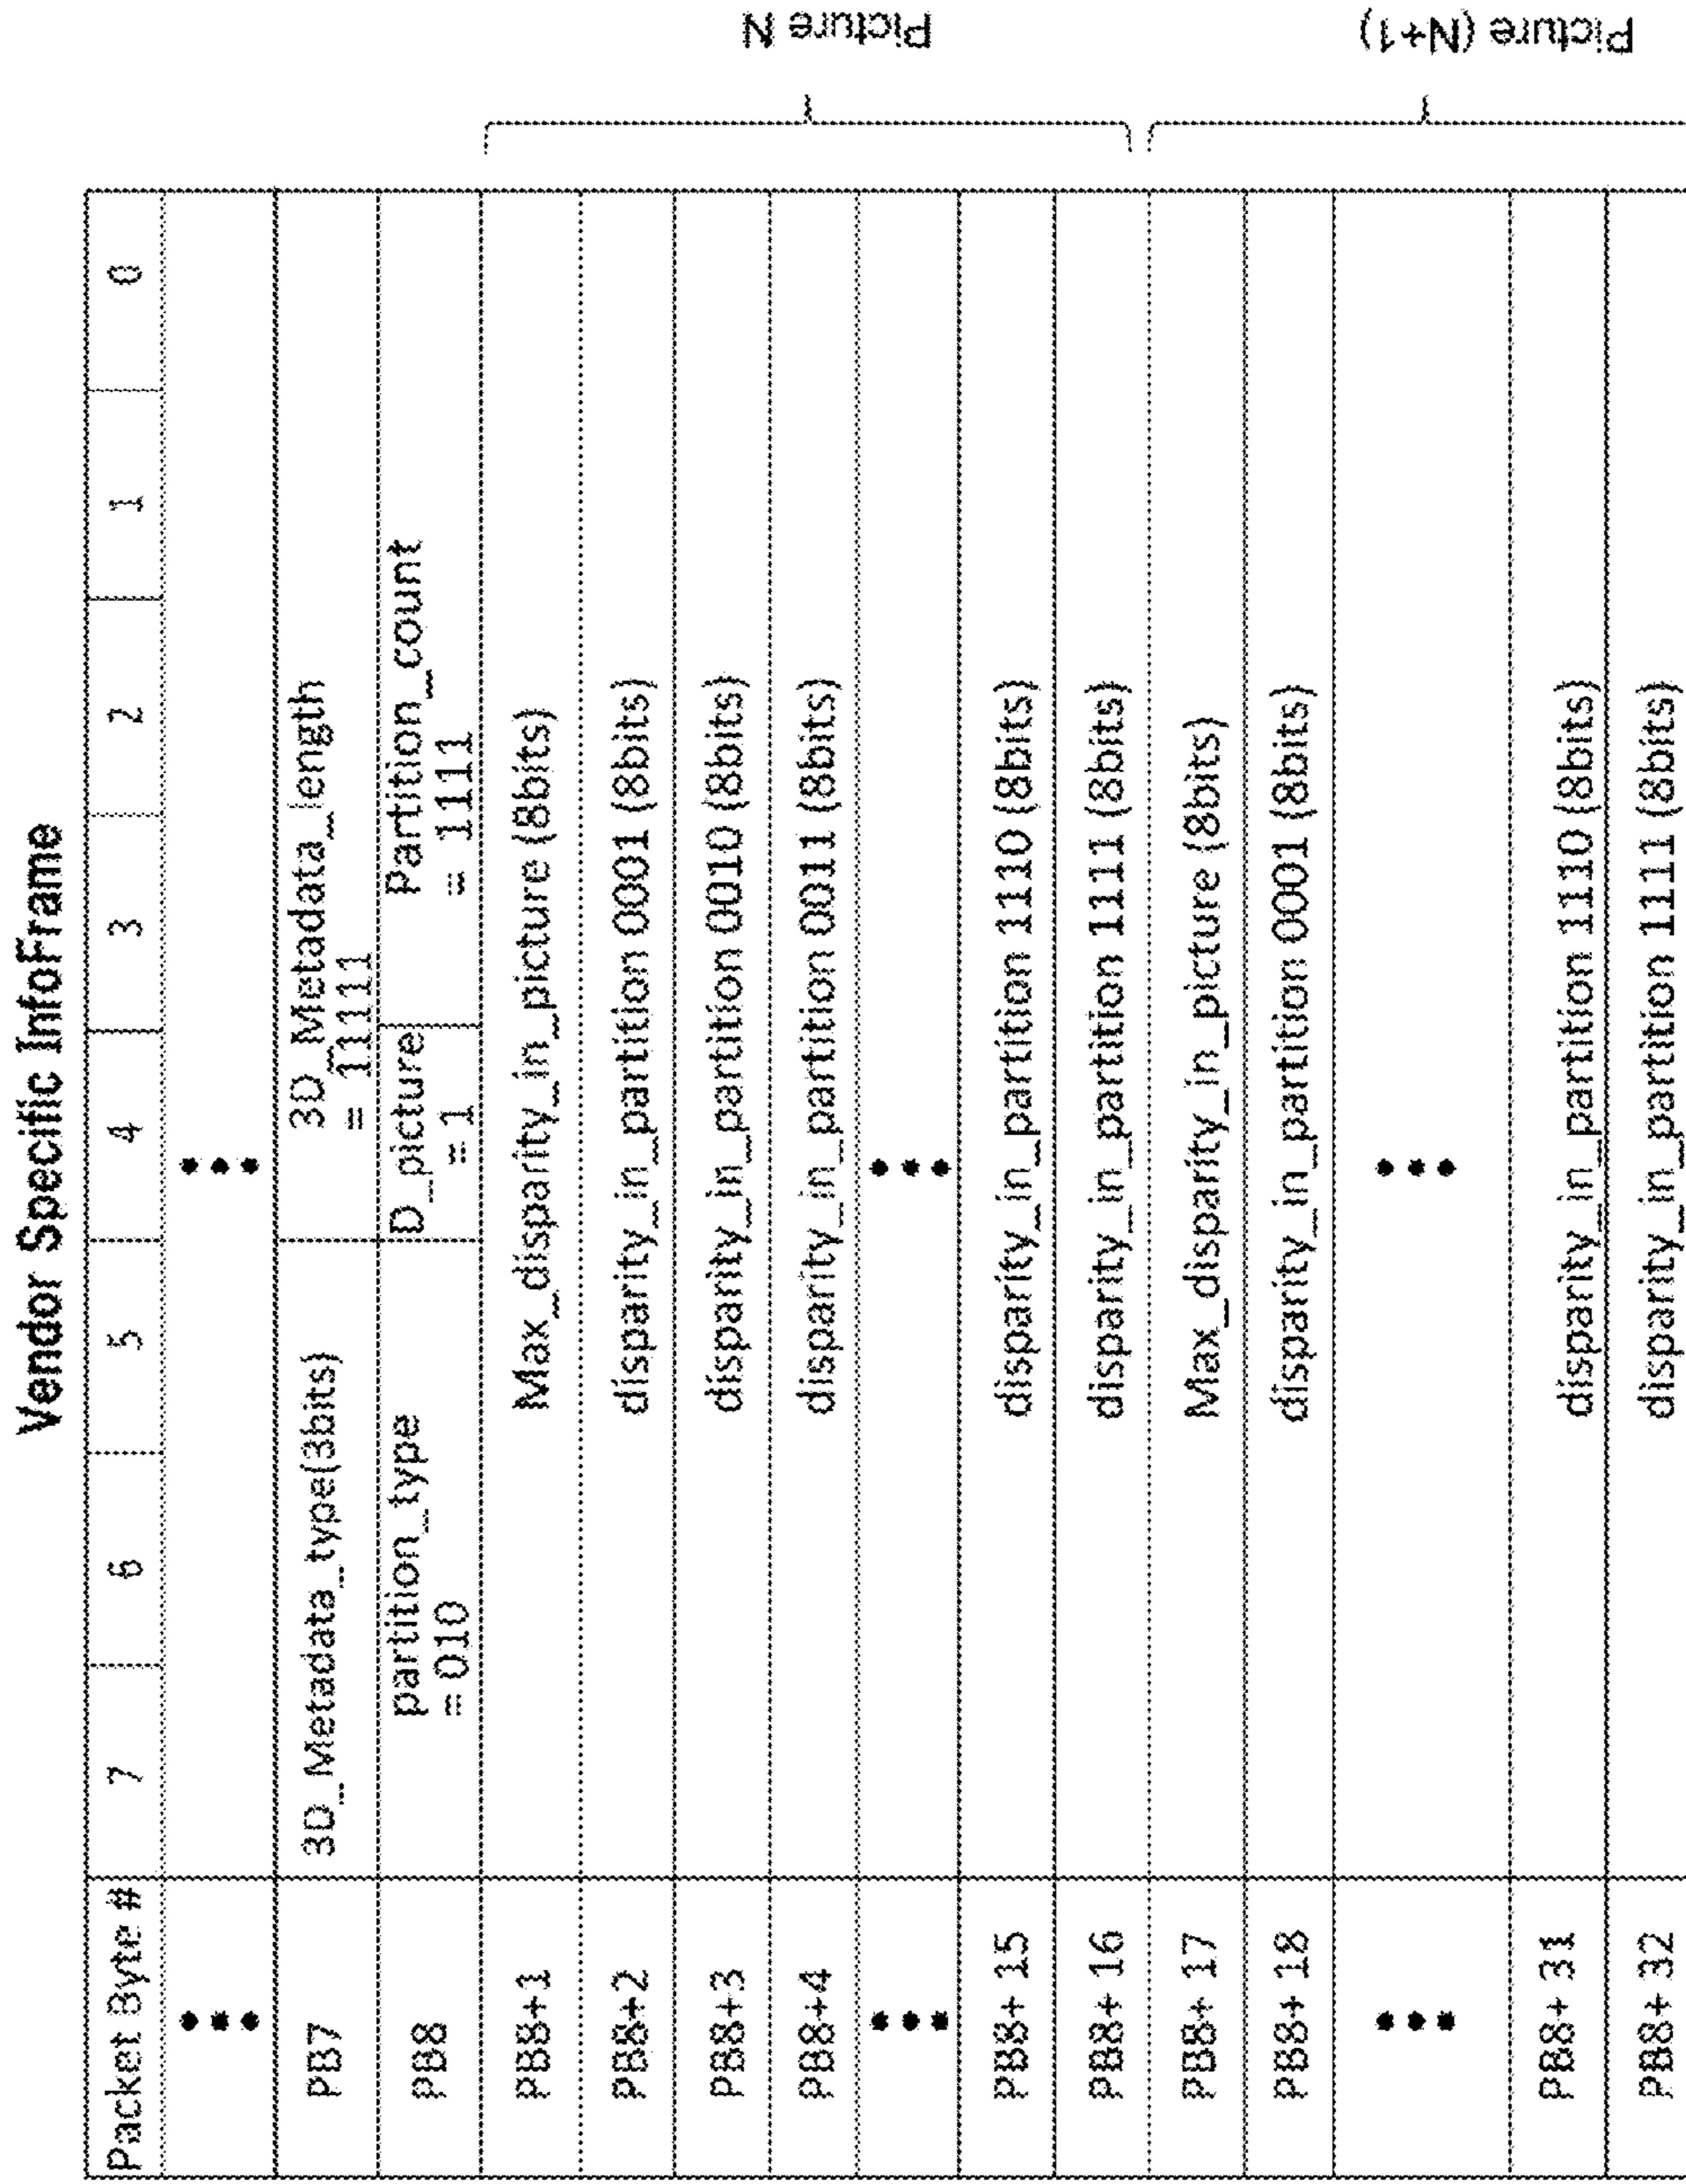 Vendor Specific InfoFrame
Packet Byte # 7 6 5 4 3 2 1 0
PB7 3D_Metadata_type(3bits) 3D_Metadata_length
= 11111
PB8 partition_type D_picture Partition_count
= 010 = 1 = 1111
PB8+1 Max_disparity_in_picture (8bits)
PB8+2 disparity_in_partition 0001 (8bits)
PB8+3 disparity_in_partition 0010 (8bits)
PB8+4 disparity_in_partition 0011 (8bits)
PB8+ 15 disparity_in_partition 1110 (8bits)
PB8+ 16 disparity_in_partition 1111 (8bits)
Picture N
PB8+ 17 Max_disparity_in_picture (8bits)
PB8+ 18 disparity_in_partition 0001 (8bits)
PB8+ 31 disparity_in_partition 1110 (8bits)
PB8+ 32 disparity_in_partition 1111 (8bits)
Picture (N+1)